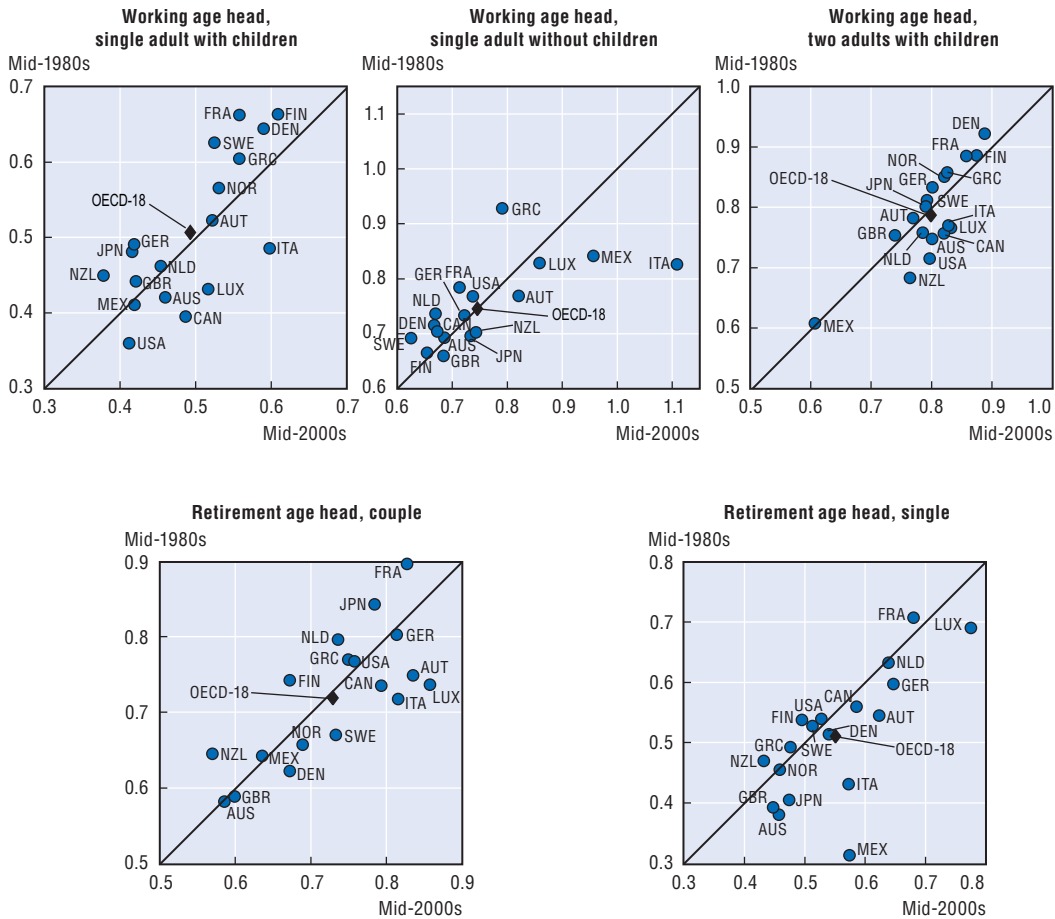 Working age head,
single adult with children
Mid-1980s
0.7
0.6
0.5
0.4
0.3
0.3 0.4 0.5 0.6 0.7
Mid-2000s
FRA
FIN
DEN
SWE
GRC
NOR
OECD-18
AUT
GER
JPN
ITA
NLD
NZL
GBR
LUX
MEX
AUS
CAN
USA
Working age head,
single adult without children
Mid-1980s
1.1
1.0
0.9
0.8
0.7
0.6
0.6 0.7 0.8 0.9 1.0 1.1
Mid-2000s
GRC
MEX
ITA
LUX
GER
FRA
USA
AUT
NLD
OECD-18
DEN
CAN
NZL
SWE
AUS
JPN
FIN
GBR
Working age head,
two adults with children
Mid-1980s
1.0
0.9
0.8
0.7
0.6
0.5
0.5 0.6 0.7 0.8 0.9 1.0
Mid-2000s
DEN
FRA
NOR
FIN
OECD-18
GER
GRC
JPN
SWE
ITA
AUT
LUX
GBR
AUS
CAN
NLD
USA
NZL
MEX
Retirement age head, couple
Mid-1980s
0.9
0.8
0.7
0.6
0.5
0.5 0.6 0.7 0.8 0.9
Mid-2000s
FRA
JPN
NLD
GER
GRC
USA
AUT
FIN
CAN
OECD-18
LUX
ITA
NOR
SWE
NZL
MEX
DEN
GBR
AUS
Retirement age head, single
Mid-1980s
0.8
0.7
0.6
0.5
0.4
0.3
0.3 0.4 0.5 0.6 0.7 0.8
Mid-2000s
FRA
LUX
NLD
GER
CAN
USA
FIN
AUT
DEN
GRC
SWE
OECD-18
NZL
NOR
ITA
GBR
JPN
AUS
MEX